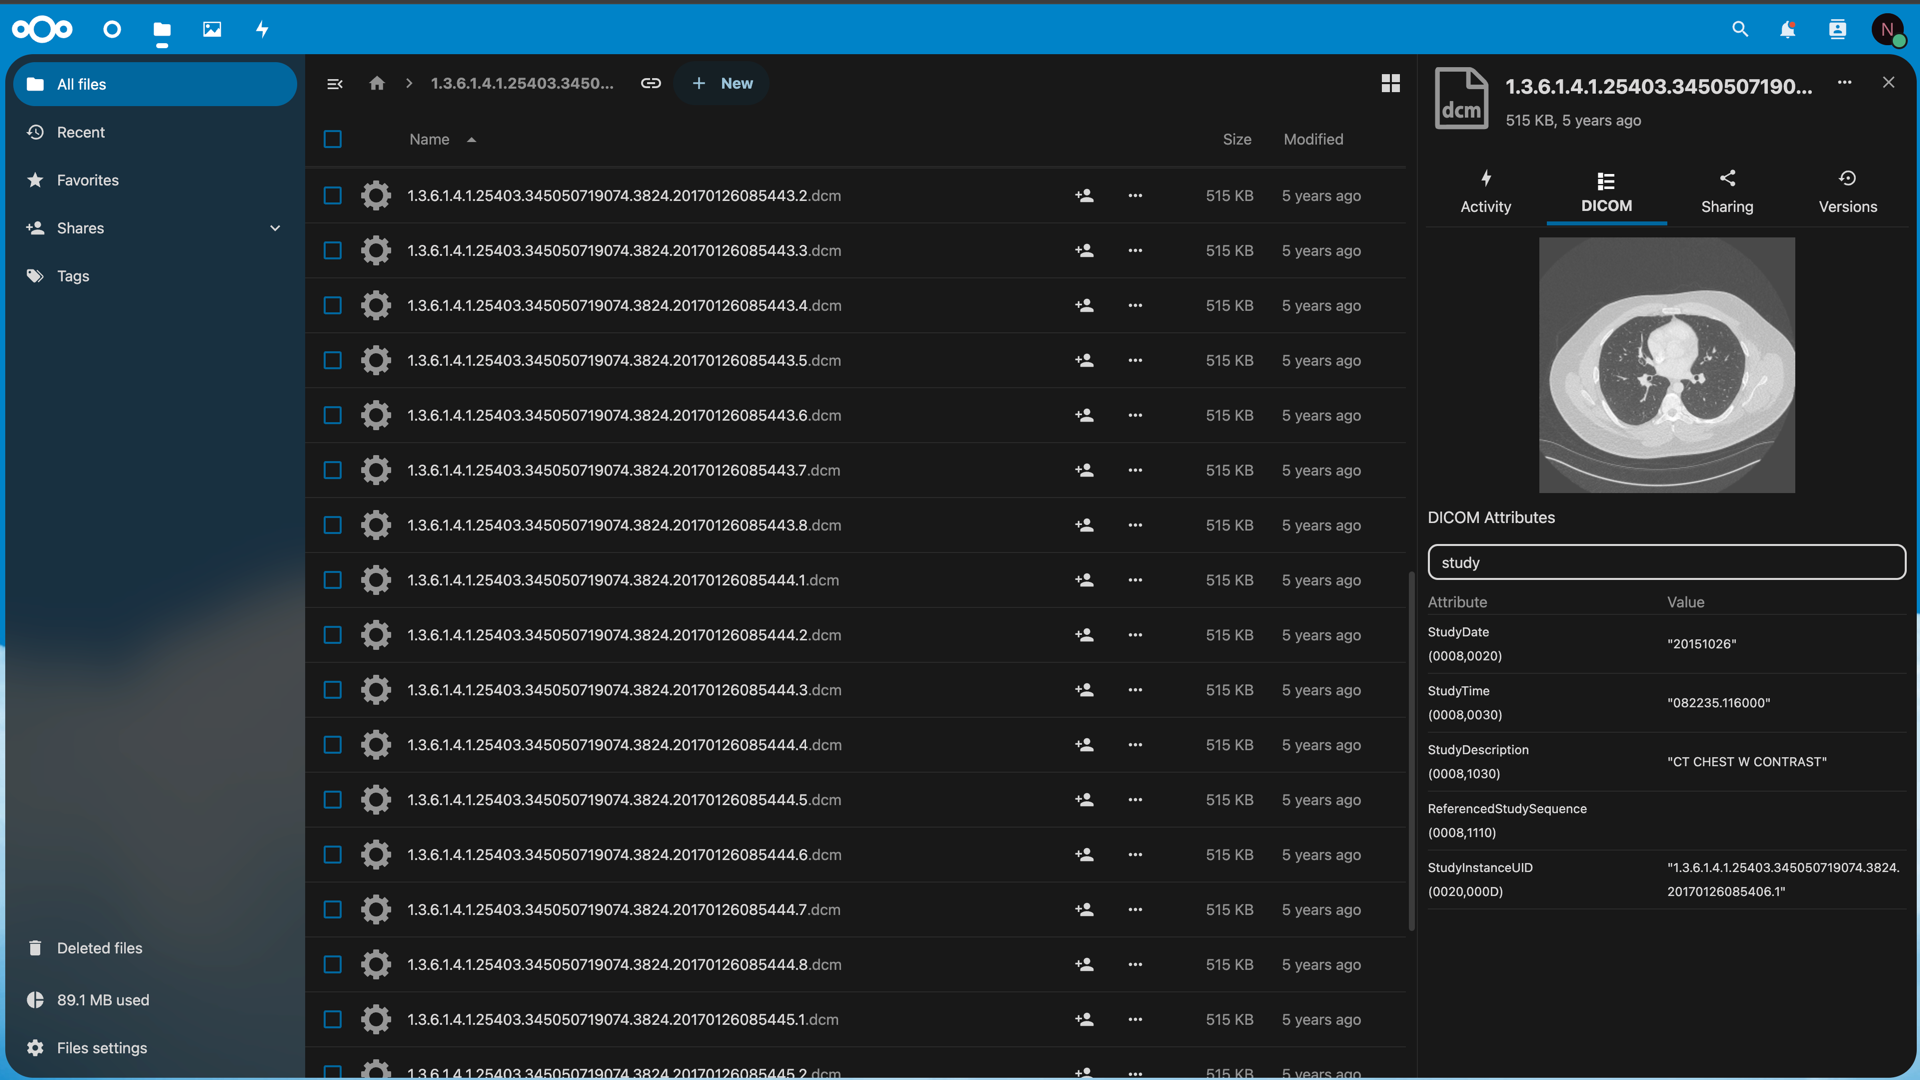 N
All files
Recent
Favorites
Shares
Tags
Deleted files
89.1 MB used
Files settings
1.3.6.1.4.1.25403.3450... New
Name Size Modified
1.3.6.1.4.1.25403.345050719074.3824.20170126085443.2.dcm 515 KB 5 years ago
1.3.6.1.4.1.25403.345050719074.3824.20170126085443.3.dcm 515 KB 5 years ago
1.3.6.1.4.1.25403.345050719074.3824.20170126085443.4.dcm 515 KB 5 years ago
1.3.6.1.4.1.25403.345050719074.3824.20170126085443.5.dcm 515 KB 5 years ago
1.3.6.1.4.1.25403.345050719074.3824.20170126085443.6.dcm 515 KB 5 years ago
1.3.6.1.4.1.25403.345050719074.3824.20170126085443.7.dcm 515 KB 5 years ago
1.3.6.1.4.1.25403.345050719074.3824.20170126085443.8.dcm 515 KB 5 years ago
1.3.6.1.4.1.25403.345050719074.3824.20170126085444.1.dcm 515 KB 5 years ago
1.3.6.1.4.1.25403.345050719074.3824.20170126085444.2.dcm 515 KB 5 years ago
1.3.6.1.4.1.25403.345050719074.3824.20170126085444.3.dcm 515 KB 5 years ago
1.3.6.1.4.1.25403.345050719074.3824.20170126085444.4.dcm 515 KB 5 years ago
1.3.6.1.4.1.25403.345050719074.3824.20170126085444.5.dcm 515 KB 5 years ago
1.3.6.1.4.1.25403.345050719074.3824.20170126085444.6.dcm 515 KB 5 years ago
1.3.6.1.4.1.25403.345050719074.3824.20170126085444.7.dcm 515 KB 5 years ago
1.3.6.1.4.1.25403.345050719074.3824.20170126085444.8.dcm 515 KB 5 years ago
1.3.6.1.4.1.25403.345050719074.3824.20170126085445.1.dcm 515 KB 5 years ago
1.3.6.1.4.1.25403.345050719074.3824.20170126085445.2.dcm 515 KB 5 years ago
dcm
1.3.6.1.4.1.25403.3450507190...
515 KB, 5 years ago
Activity DICOM Sharing Versions
DICOM Attributes
study
Attribute Value
StudyDate
(0008,0020) "20151026"
StudyTime
(0008,0030) "082235.116000"
StudyDescription
(0008,1030) "CT CHEST W CONTRAST"
ReferencedStudySequence
(0008,1110)
StudyInstanceUID "1.3.6.1.4.1.25403.345050719074.3824.
(0020,000D) 20170126085406.1"